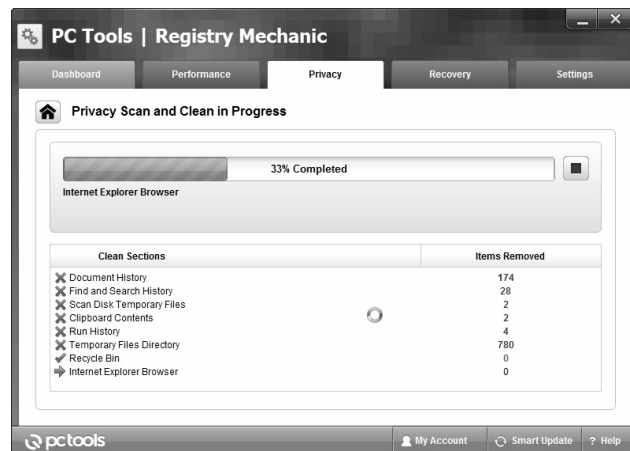 PC Tools | Registry Mechanic
Dashboard Performance Privacy Recovery Settings
Privacy Scan and Clean in Progress
33% Completed
Internet Explorer Browser
Clean Sections Items Removed
Document History 174
Find and Search History 28
Scan Disk Temporary Files 2
Clipboard Contents 2
Run History 4
Temporary Files Directory 780
Recycle Bin 0
Internet Explorer Browser 0
pctools My Account Smart Update ? Help